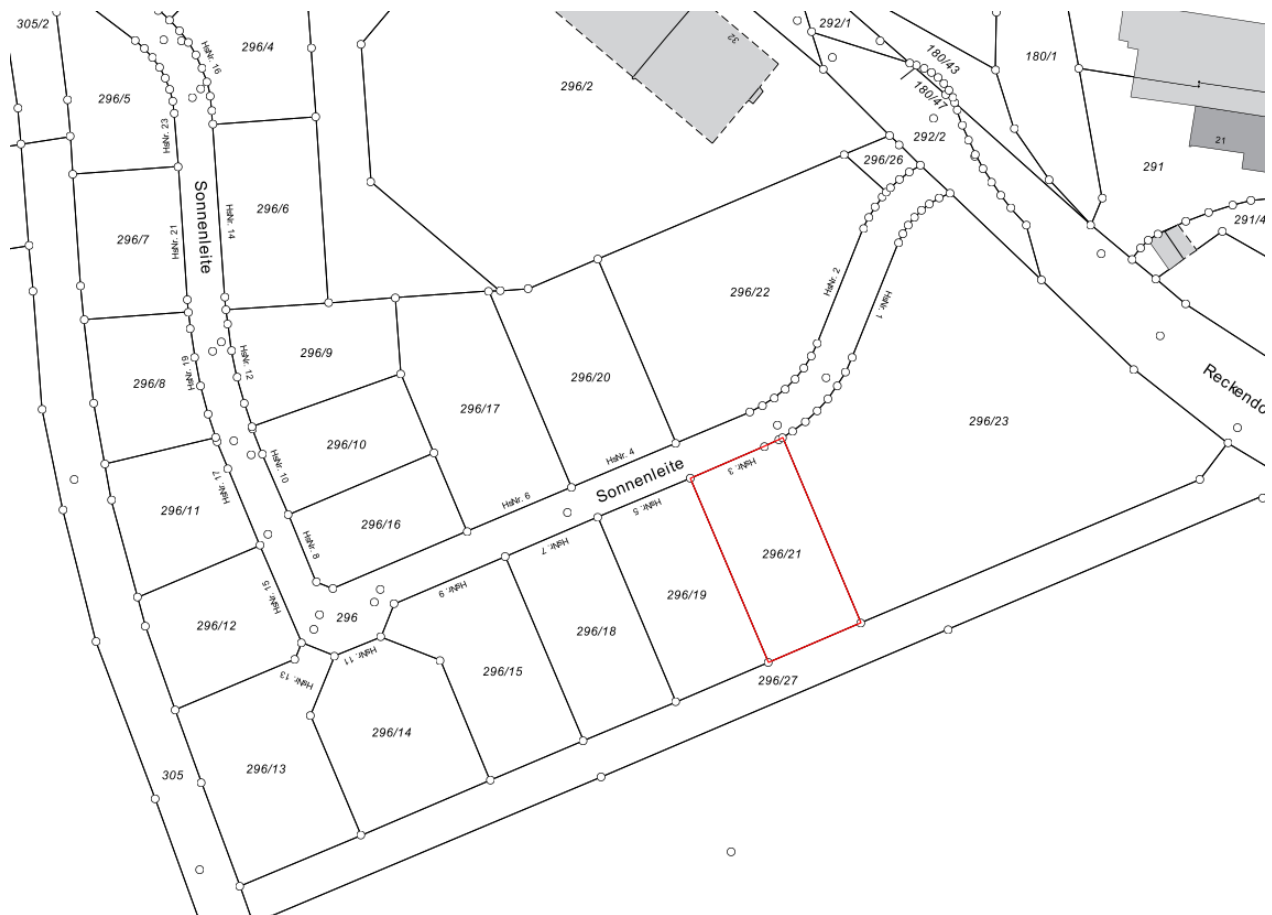 305/2
296/4
292/1
180/43
180/1
HsNr. 16
32
296/5
296/2
180/47
HsNr. 23
292/2
21
296/26
291
Sonnenleite
296/6
HsNr. 14
291/4
296/7
HsNr. 21
HsNr. 2
296/22
HsNr. 1
296/9
HsNr. 12
HsNr. 19
296/8
296/20
Reckendo
296/17
296/23
296/10
HsNr. 4
HsNr. 3
Sonnenleite
HsNr. 17
HsNr. 10
HsNr. 6
HsNr. 5
296/11
296/16
HsNr. 7
HsNr. 8
296/21
HsNr. 15
HsNr. 9
296/19
296
296/12
296/18
HsNr. 11
HsNr. 13
296/15
296/27
296/14
305
296/13